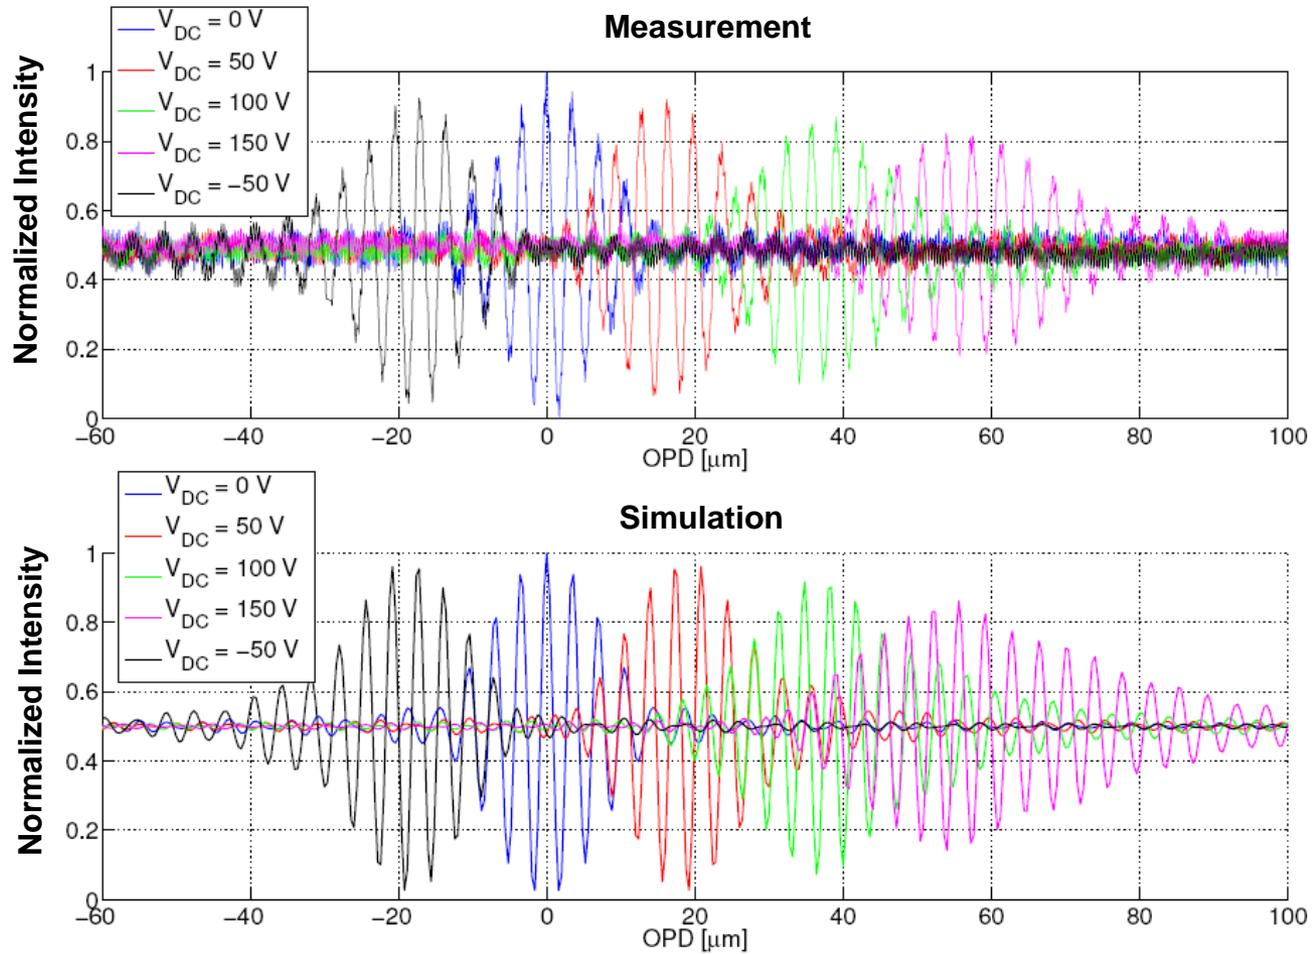 Measurement
V_DC = 0 V
V_DC = 50 V
V_DC = 100 V
V_DC = 150 V
V_DC = −50 V
Normalized Intensity
1
0.8
0.6
0.4
0.2
0
−60 −40 −20 0 20 40 60 80 100
OPD [μm]
Simulation
V_DC = 0 V
V_DC = 50 V
V_DC = 100 V
V_DC = 150 V
V_DC = −50 V
Normalized Intensity
1
0.8
0.6
0.4
0.2
0
−60 −40 −20 0 20 40 60 80 100
OPD [μm]